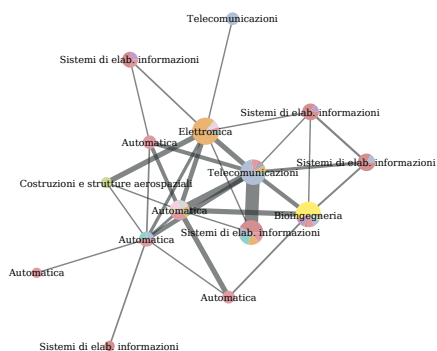 Telecomunicazioni
Sistemi di elab. informazioni
Sistemi di elab. informazioni
Elettronica
Automatica
Sistemi di elab. informazioni
Telecomunicazioni
Costruzioni e strutture aerospaziali
Automatica
Bioingegneria
Sistemi di elab. informazioni
Automatica
Automatica
Automatica
Sistemi di elab. informazioni